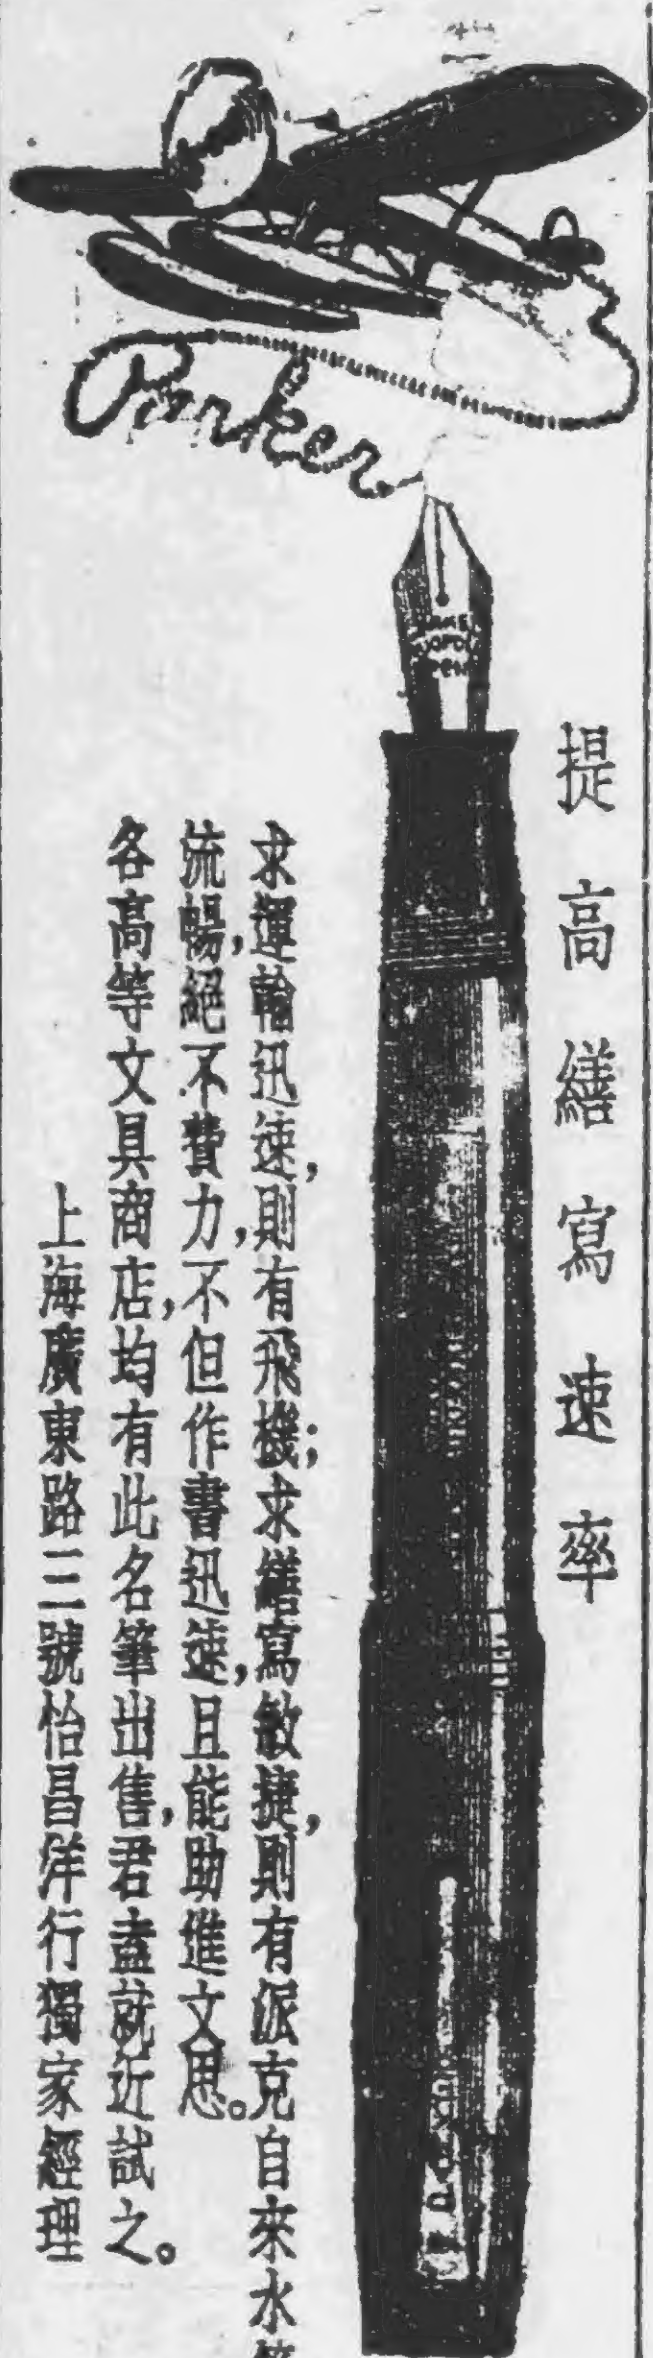 Parker
提高繕寫速率
求運輸迅速，則有飛機；求繕寫敏捷，則有派克自來水
流暢，絕不費力，不但作書迅速，且能助進文思。
各高等文具商店，均有此名筆出售，君盍就近試之。
上海廣東路三號怡昌洋行獨家經理